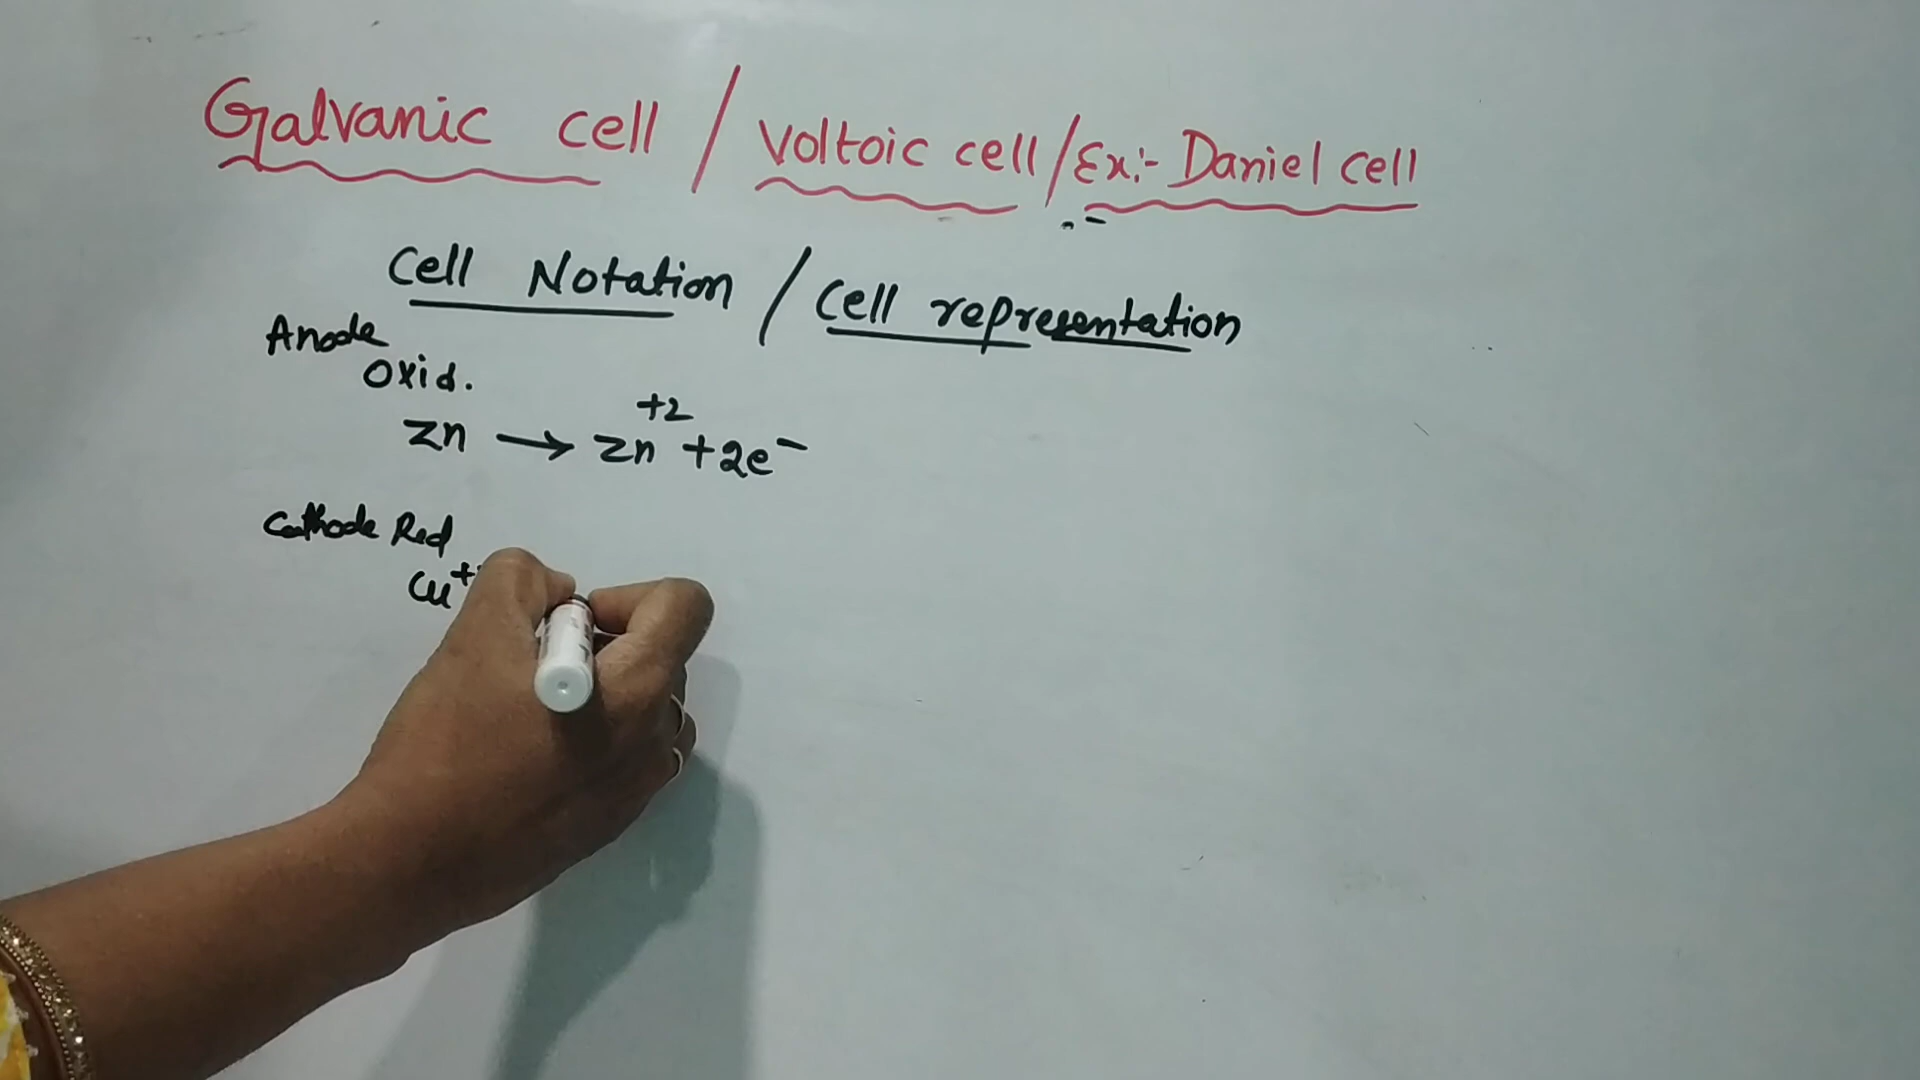 Galvanic cell / Voltoic cell / Ex:- Daniel cell
Cell Notation / Cell representation
Anode
Oxid.
Zn → Zn⁺² + 2e⁻
Cathode Red
Cu⁺